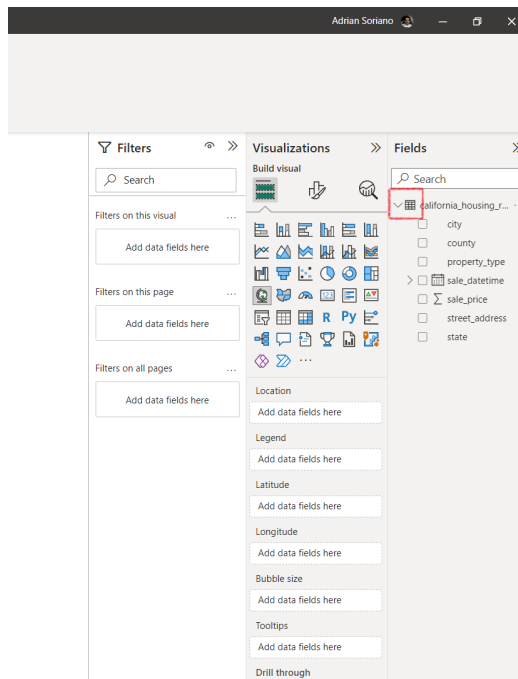 Adrian Soriano
Filters
Search
Filters on this visual
Add data fields here
Filters on this page
Add data fields here
Filters on all pages
Add data fields here
Visualizations
Build visual
123
R
Py
Location
Add data fields here
Legend
Add data fields here
Latitude
Add data fields here
Longitude
Add data fields here
Bubble size
Add data fields here
Tooltips
Add data fields here
Drill through
Fields
Search
california_housing_r...
city
county
property_type
sale_datetime
sale_price
street_address
state